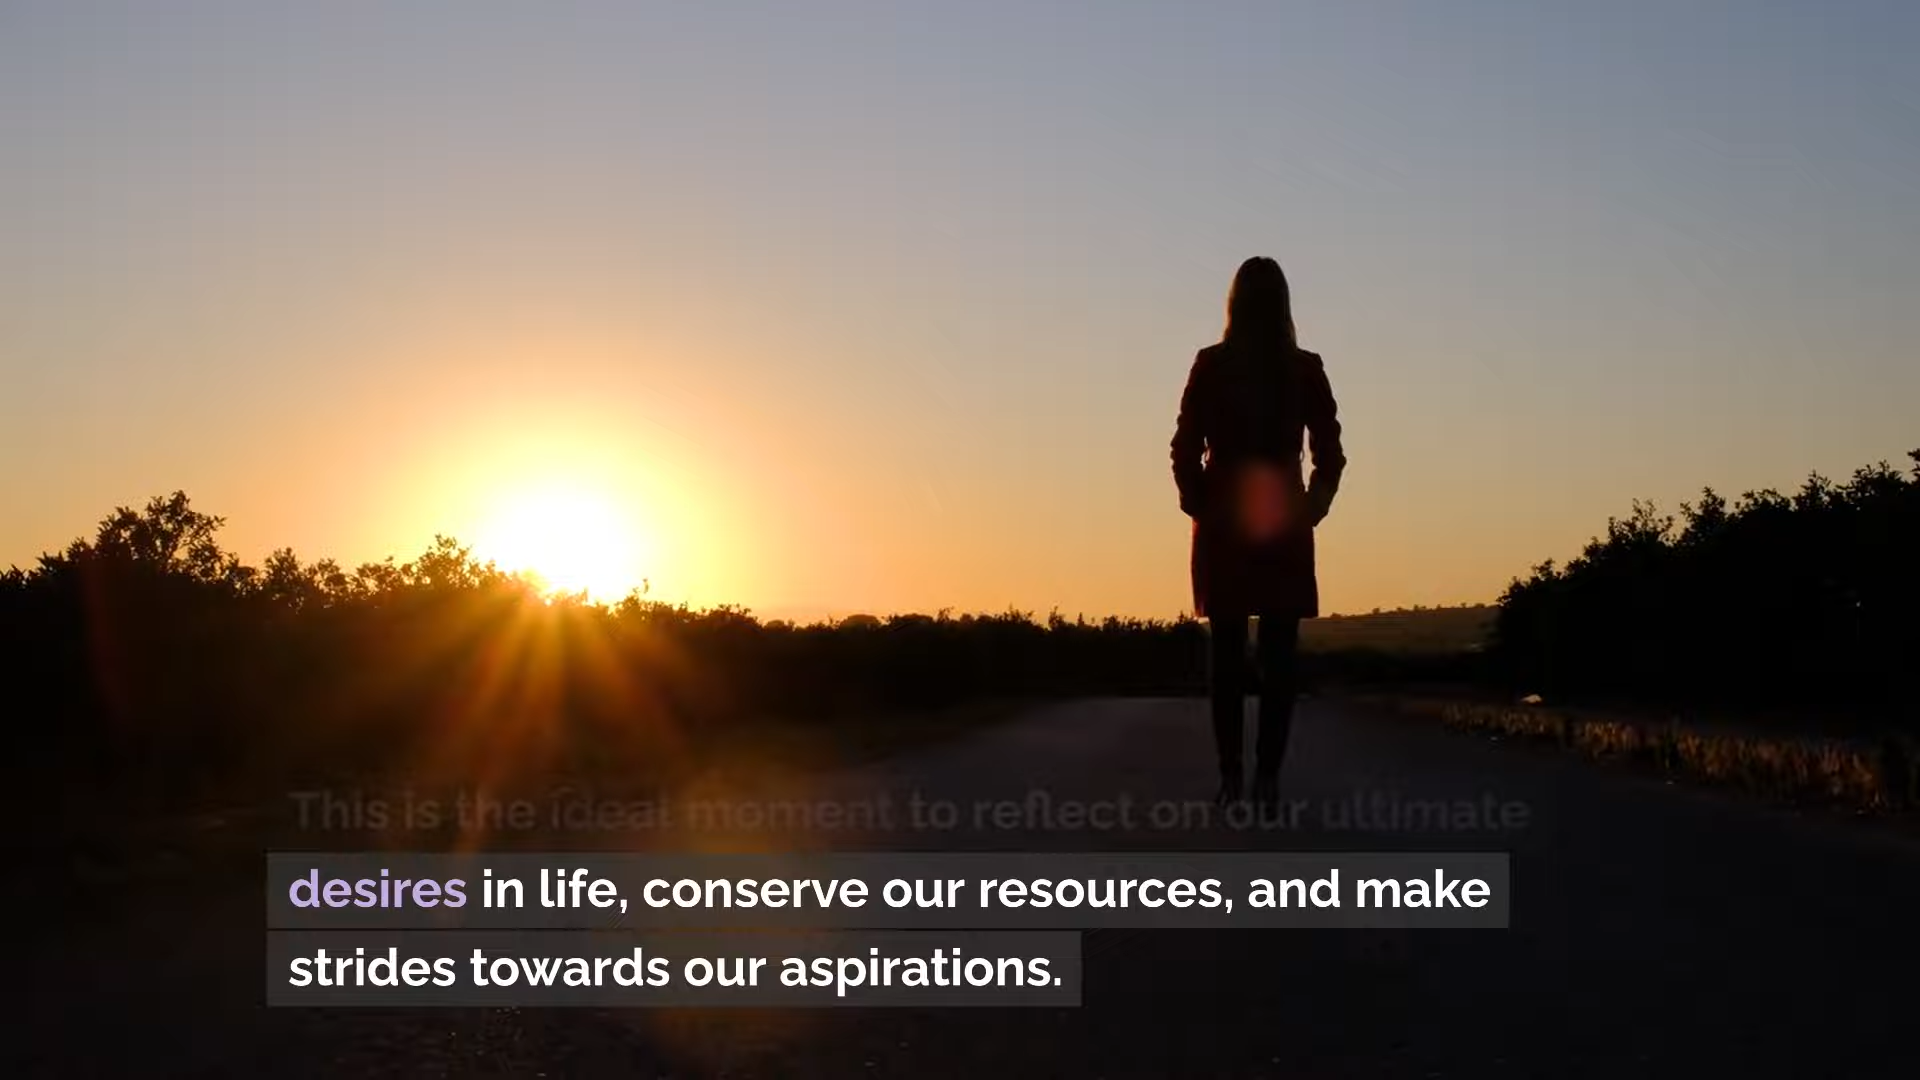 This is the ideal moment to reflect on our ultimate
desires in life, conserve our resources, and make
strides towards our aspirations.